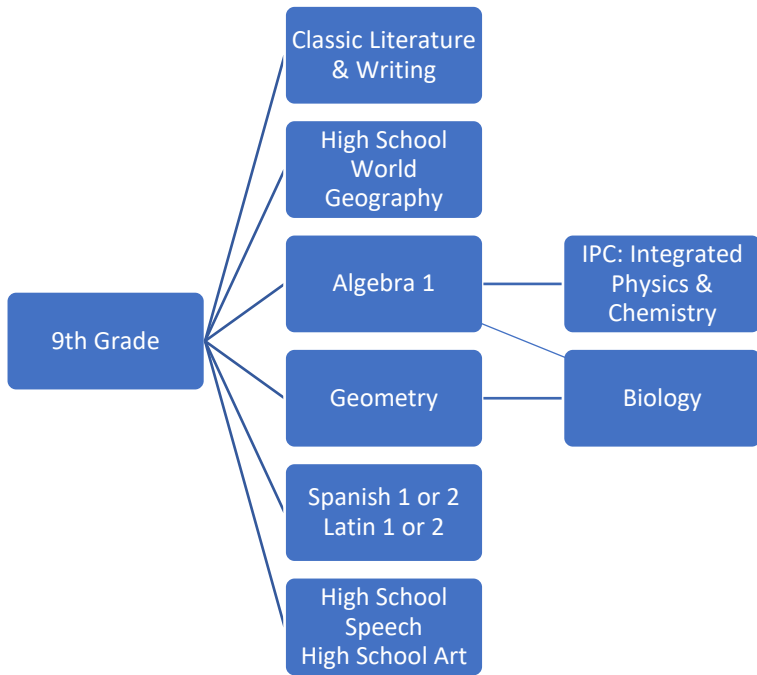 9th Grade
Classic Literature
& Writing
High School
World
Geography
Algebra 1
IPC: Integrated
Physics &
Chemistry
Geometry
Biology
Spanish 1 or 2
Latin 1 or 2
High School
Speech
High School Art